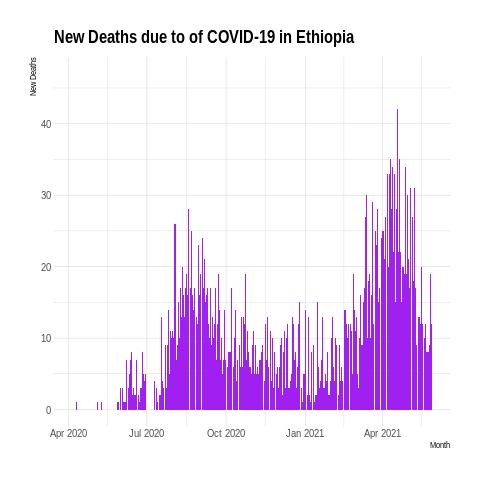 New Deaths due to of COVID-19 in Ethiopia
New Deaths
40
30
20
10
0
Apr 2020 Jul 2020 Oct 2020 Jan 2021 Apr 2021
Month